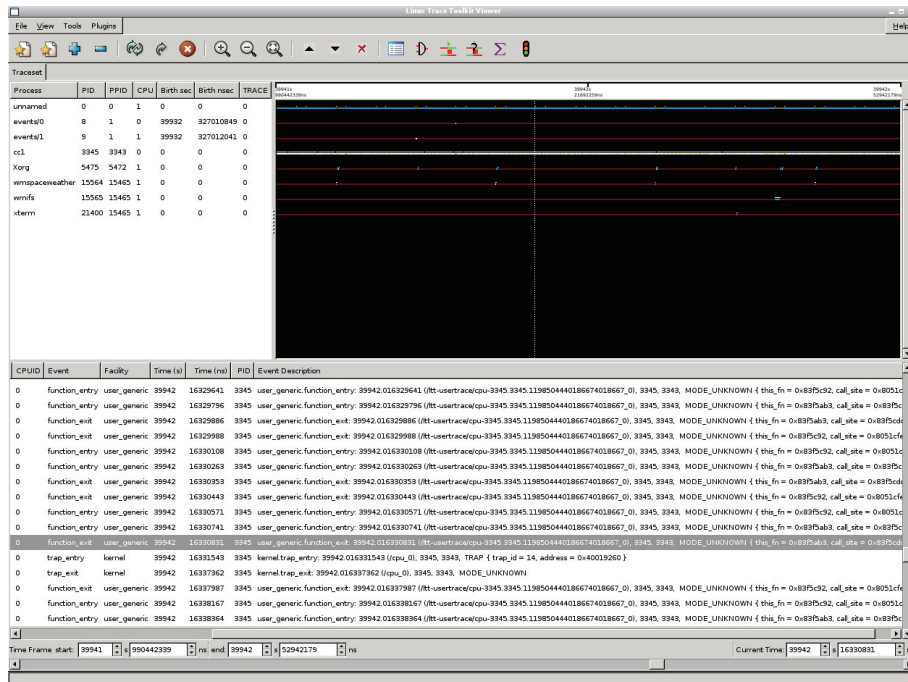 Linux Trace Toolkit Viewer
File View Tools Plugins Help
Traceset
Process PID PPID CPU Birth sec Birth nsec TRACE
39941s 39942s 39942s
990442339ns 21692259ns 52942179ns
unnamed 0 0 1 0 0 0
events/0 8 1 0 39932 327010849 0
events/1 9 1 1 39932 327012041 0
cc1 3345 3343 0 0 0 0
Xorg 5475 5472 1 0 0 0
wmspaceweather 15564 15465 1 0 0 0
wmifs 15565 15465 1 0 0 0
xterm 21400 15465 1 0 0 0
CPUID Event Facility Time (s) Time (ns) PID Event Description
0 function_entry user_generic 39942 16329641 3345 user_generic.function_entry: 39942.016329641 (/ltt-usertrace/cpu-3345.3345.1198504440186674018667_0), 3345, 3343, MODE_UNKNOWN { this_fn = 0x83f5c92, call_site = 0x8051c
0 function_entry user_generic 39942 16329796 3345 user_generic.function_entry: 39942.016329796 (/ltt-usertrace/cpu-3345.3345.1198504440186674018667_0), 3345, 3343, MODE_UNKNOWN { this_fn = 0x83f5ab3, call_site = 0x83f5c
0 function_exit user_generic 39942 16329886 3345 user_generic.function_exit: 39942.016329886 (/ltt-usertrace/cpu-3345.3345.1198504440186674018667_0), 3345, 3343, MODE_UNKNOWN { this_fn = 0x83f5ab3, call_site = 0x83f5cd
0 function_exit user_generic 39942 16329988 3345 user_generic.function_exit: 39942.016329988 (/ltt-usertrace/cpu-3345.3345.1198504440186674018667_0), 3345, 3343, MODE_UNKNOWN { this_fn = 0x83f5c92, call_site = 0x8051cfe
0 function_entry user_generic 39942 16330108 3345 user_generic.function_entry: 39942.016330108 (/ltt-usertrace/cpu-3345.3345.1198504440186674018667_0), 3345, 3343, MODE_UNKNOWN { this_fn = 0x83f5c92, call_site = 0x8051c
0 function_entry user_generic 39942 16330263 3345 user_generic.function_entry: 39942.016330263 (/ltt-usertrace/cpu-3345.3345.1198504440186674018667_0), 3345, 3343, MODE_UNKNOWN { this_fn = 0x83f5ab3, call_site = 0x83f5c
0 function_exit user_generic 39942 16330353 3345 user_generic.function_exit: 39942.016330353 (/ltt-usertrace/cpu-3345.3345.1198504440186674018667_0), 3345, 3343, MODE_UNKNOWN { this_fn = 0x83f5ab3, call_site = 0x83f5cd
0 function_exit user_generic 39942 16330443 3345 user_generic.function_exit: 39942.016330443 (/ltt-usertrace/cpu-3345.3345.1198504440186674018667_0), 3345, 3343, MODE_UNKNOWN { this_fn = 0x83f5c92, call_site = 0x8051cfe
0 function_entry user_generic 39942 16330571 3345 user_generic.function_entry: 39942.016330571 (/ltt-usertrace/cpu-3345.3345.1198504440186674018667_0), 3345, 3343, MODE_UNKNOWN { this_fn = 0x83f5c92, call_site = 0x8051c
0 function_entry user_generic 39942 16330741 3345 user_generic.function_entry: 39942.016330741 (/ltt-usertrace/cpu-3345.3345.1198504440186674018667_0), 3345, 3343, MODE_UNKNOWN { this_fn = 0x83f5ab3, call_site = 0x83f5c
0 function_exit user_generic 39942 16330831 3345 user_generic.function_exit: 39942.016330831 (/ltt-usertrace/cpu-3345.3345.1198504440186674018667_0), 3345, 3343, MODE_UNKNOWN { this_fn = 0x83f5ab3, call_site = 0x83f5cd
0 trap_entry kernel 39942 16331543 3345 kernel.trap_entry: 39942.016331543 (/cpu_0), 3345, 3343, TRAP { trap_id = 14, address = 0x40019260 }
0 trap_exit kernel 39942 16337362 3345 kernel.trap_exit: 39942.016337362 (/cpu_0), 3345, 3343, MODE_UNKNOWN
0 function_exit user_generic 39942 16337987 3345 user_generic.function_exit: 39942.016337987 (/ltt-usertrace/cpu-3345.3345.1198504440186674018667_0), 3345, 3343, MODE_UNKNOWN { this_fn = 0x83f5c92, call_site = 0x8051cfe
0 function_entry user_generic 39942 16338167 3345 user_generic.function_entry: 39942.016338167 (/ltt-usertrace/cpu-3345.3345.1198504440186674018667_0), 3345, 3343, MODE_UNKNOWN { this_fn = 0x83f5c92, call_site = 0x8051c
0 function_entry user_generic 39942 16338364 3345 user_generic.function_entry: 39942.016338364 (/ltt-usertrace/cpu-3345.3345.1198504440186674018667_0), 3345, 3343, MODE_UNKNOWN { this_fn = 0x83f5ab3, call_site = 0x83f5c
Time Frame start: 39941 s 990442339 ns end: 39942 s 52942179 ns Current Time: 39942 s 16330831